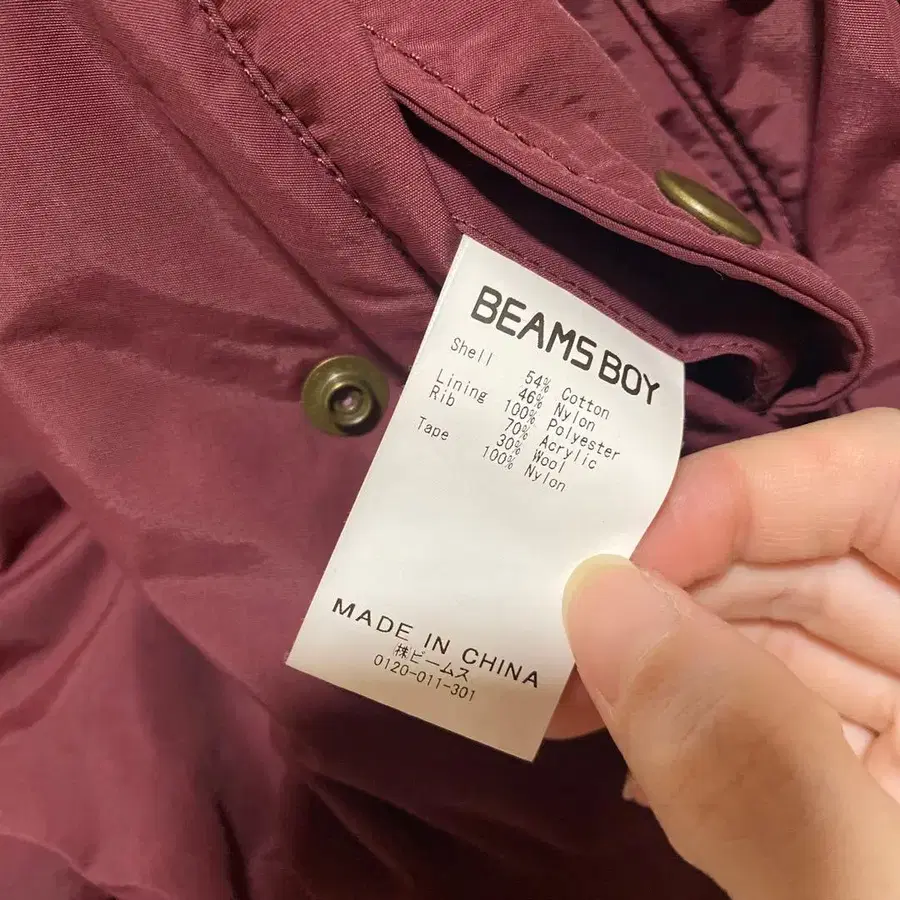 BEAMS BOY
Shell 54% Cotton
46% Nylon
Lining 100% Polyester
Rib 70% Acrylic
30% Wool
Tape 100% Nylon
MADE IN CHINA
㈱ビームス
0120-011-301